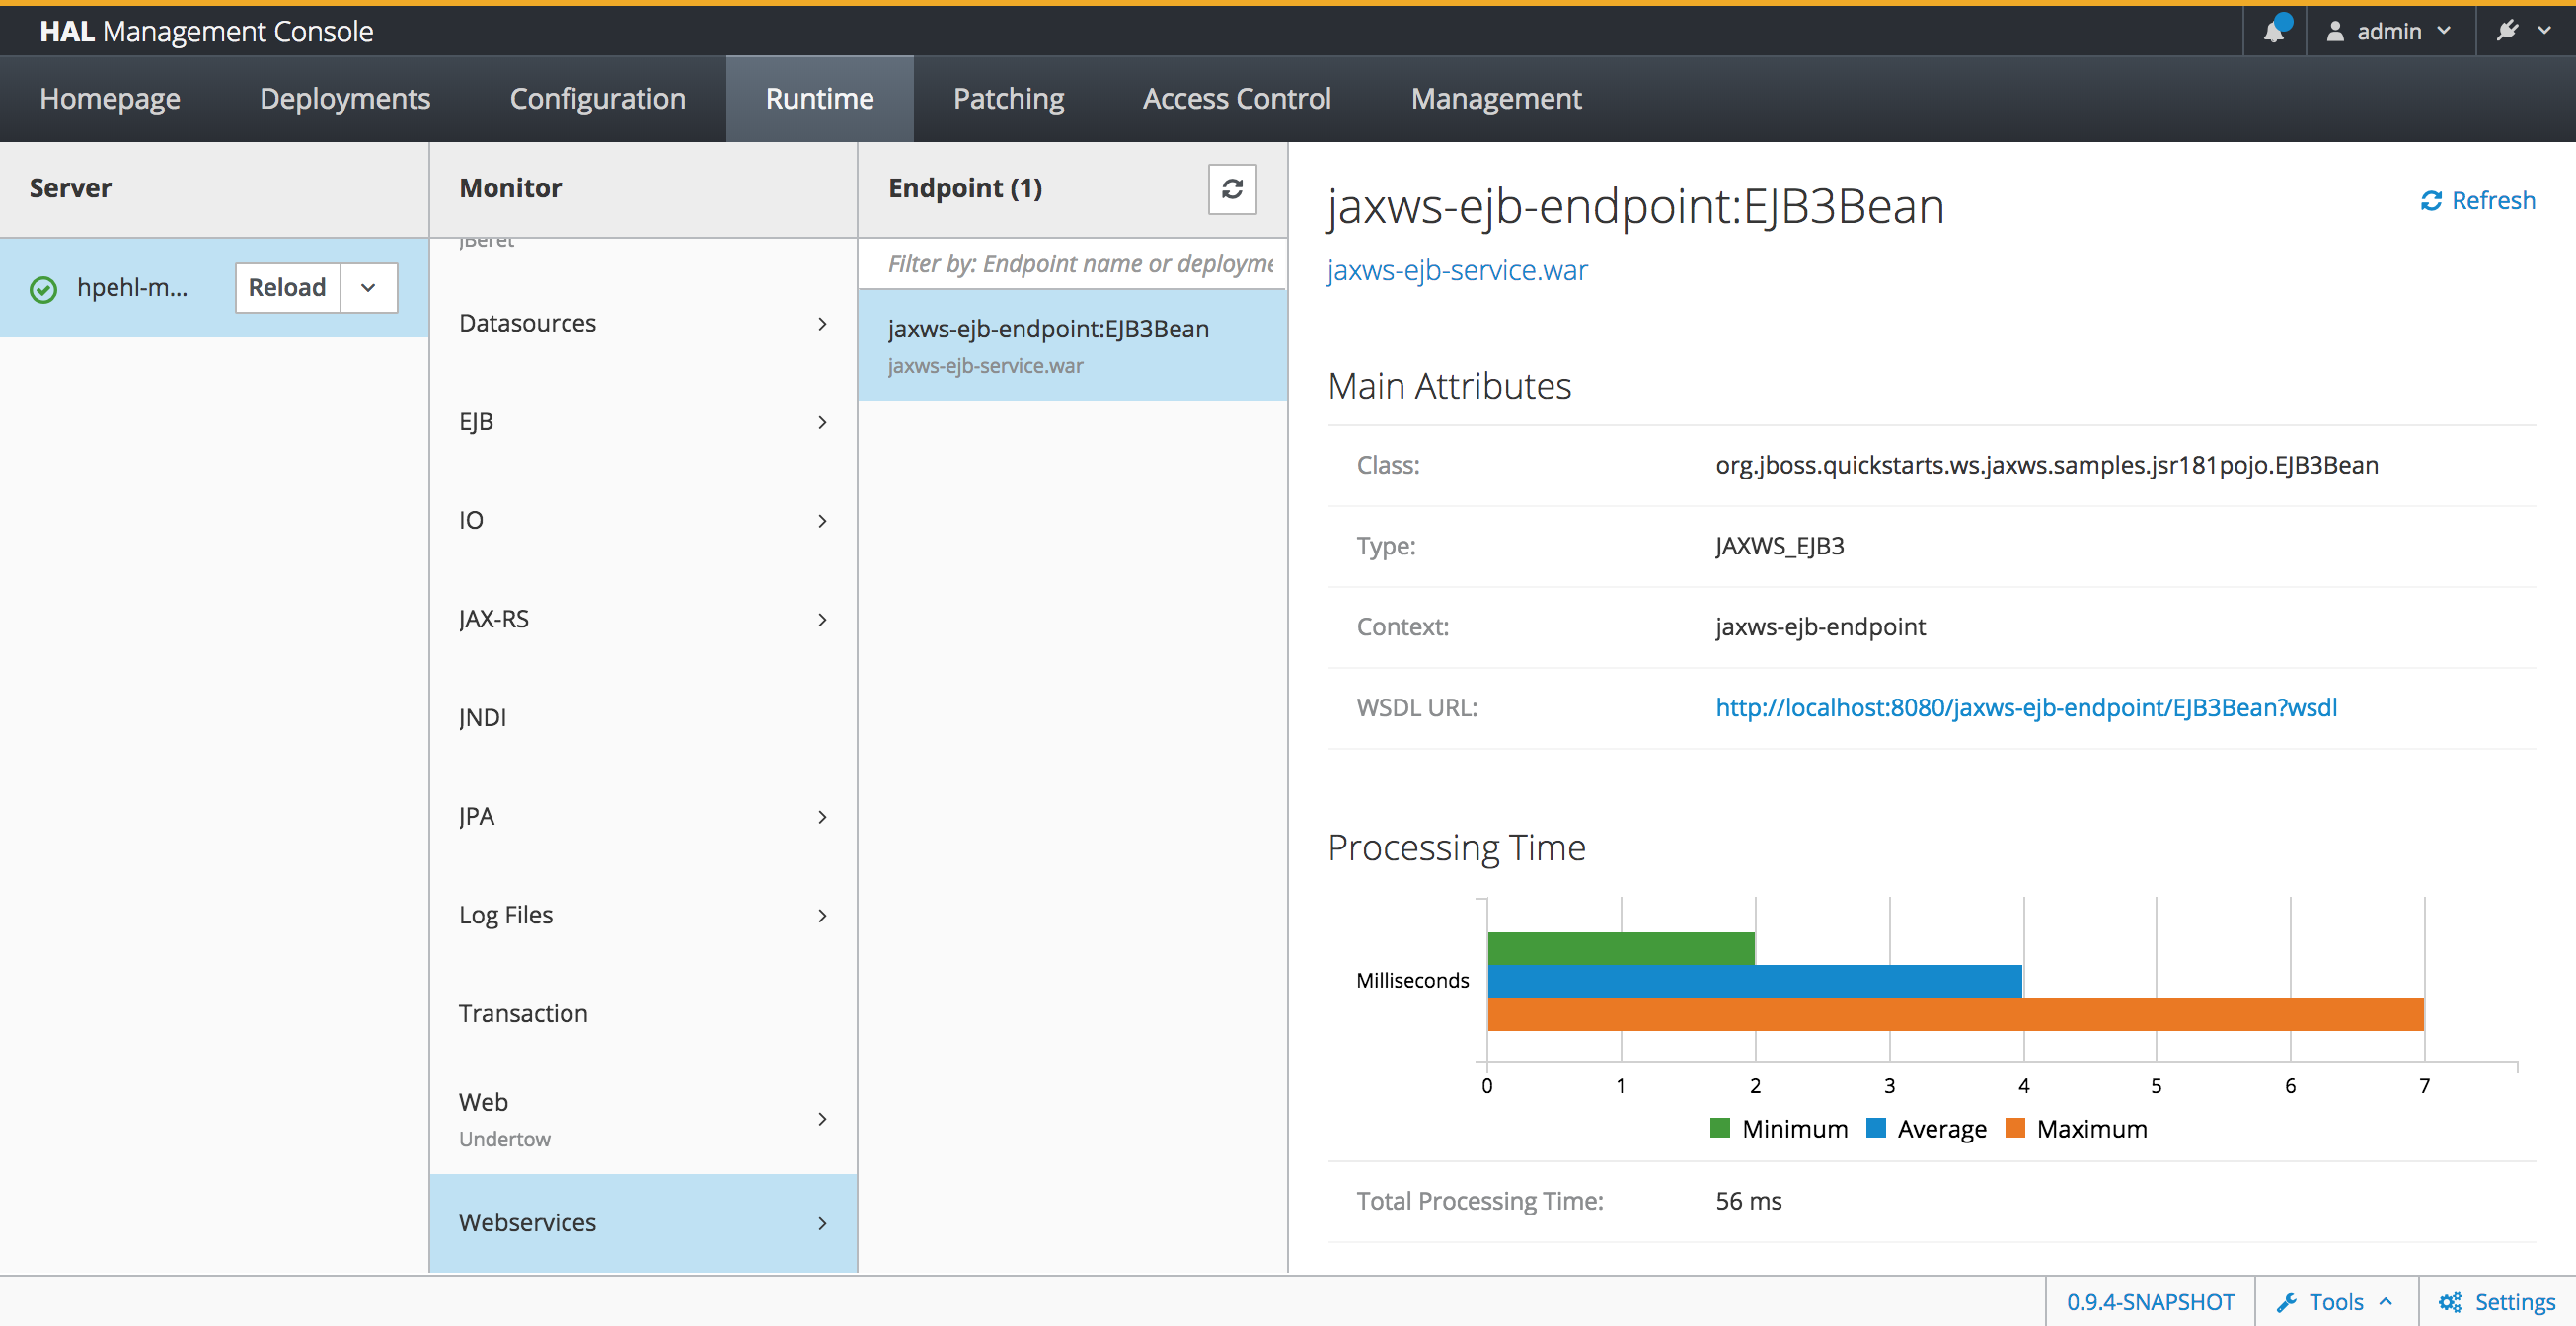 HAL Management Console
admin
Homepage Deployments Configuration Runtime Patching Access Control Management
Server
hpehl-m...
Reload
Monitor
JBeret
Datasources
EJB
IO
JAX-RS
JNDI
JPA
Log Files
Transaction
Web
Undertow
Webservices
Endpoint (1)
Filter by: Endpoint name or deployme
jaxws-ejb-endpoint:EJB3Bean
jaxws-ejb-service.war
jaxws-ejb-endpoint:EJB3Bean
Refresh
jaxws-ejb-service.war
Main Attributes
Class: org.jboss.quickstarts.ws.jaxws.samples.jsr181pojo.EJB3Bean
Type: JAXWS_EJB3
Context: jaxws-ejb-endpoint
WSDL URL: http://localhost:8080/jaxws-ejb-endpoint/EJB3Bean?wsdl
Processing Time
Milliseconds
0 1 2 3 4 5 6 7
Minimum Average Maximum
Total Processing Time: 56 ms
0.9.4-SNAPSHOT Tools Settings